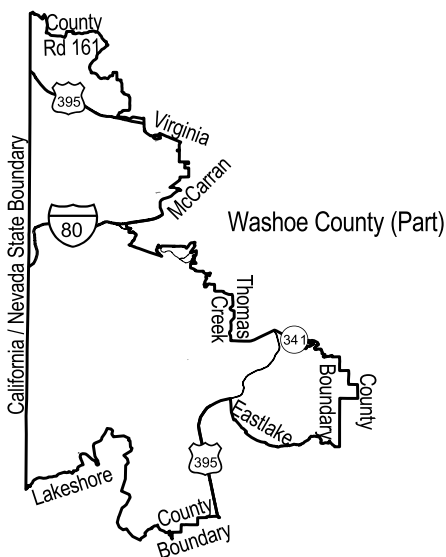 County
Rd 161
395
Virginia
McCarran
California / Nevada State Boundary
80
Washoe County (Part)
Thomas
Creek
341
County
Boundary
Eastlake
395
Lakeshore
County
Boundary